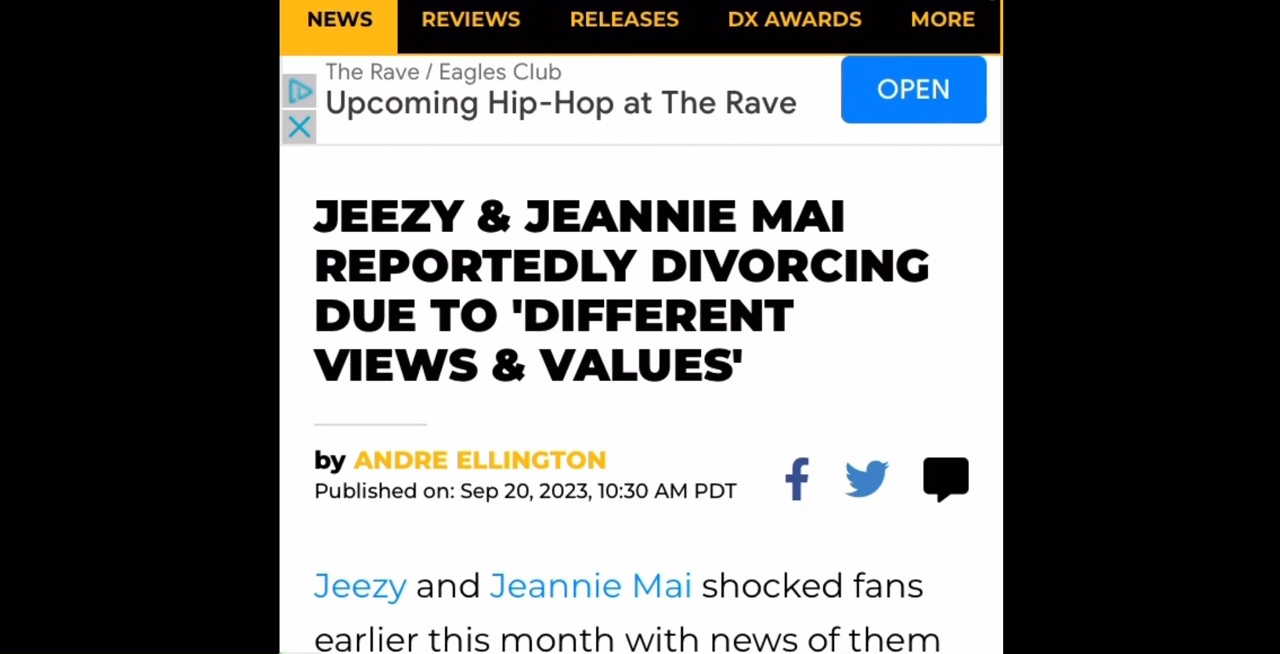 NEWS REVIEWS RELEASES DX AWARDS MORE
The Rave / Eagles Club
Upcoming Hip-Hop at The Rave
OPEN
JEEZY & JEANNIE MAI
REPORTEDLY DIVORCING
DUE TO 'DIFFERENT
VIEWS & VALUES'
by ANDRE ELLINGTON
Published on: Sep 20, 2023, 10:30 AM PDT
Jeezy and Jeannie Mai shocked fans
earlier this month with news of them